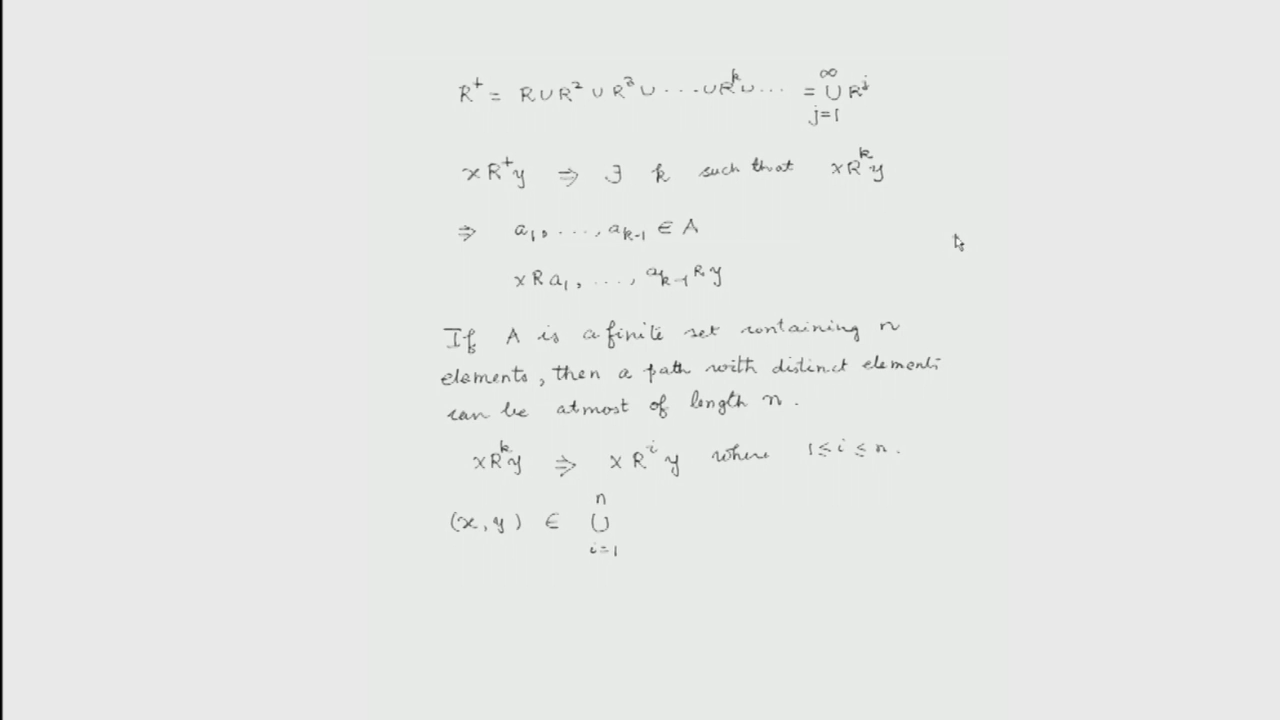 R⁺ = R ∪ R² ∪ R³ ∪ ⋯ ∪ Rᵏ ∪ ⋯ = ∞ ∪ j=1 Rʲ
x R⁺ y ⇒ ∃ k such that x Rᵏ y
⇒ a₁, ⋯, aₖ₋₁ ∈ A
x R a₁, ⋯, aₖ₋₁ R y
If A is a finite set containing n
elements, then a path with distinct elements
can be atmost of length n.
x Rᵏ y ⇒ x Rⁱ y where 1 ≤ i ≤ n.
(x, y) ∈ n ∪ i=1